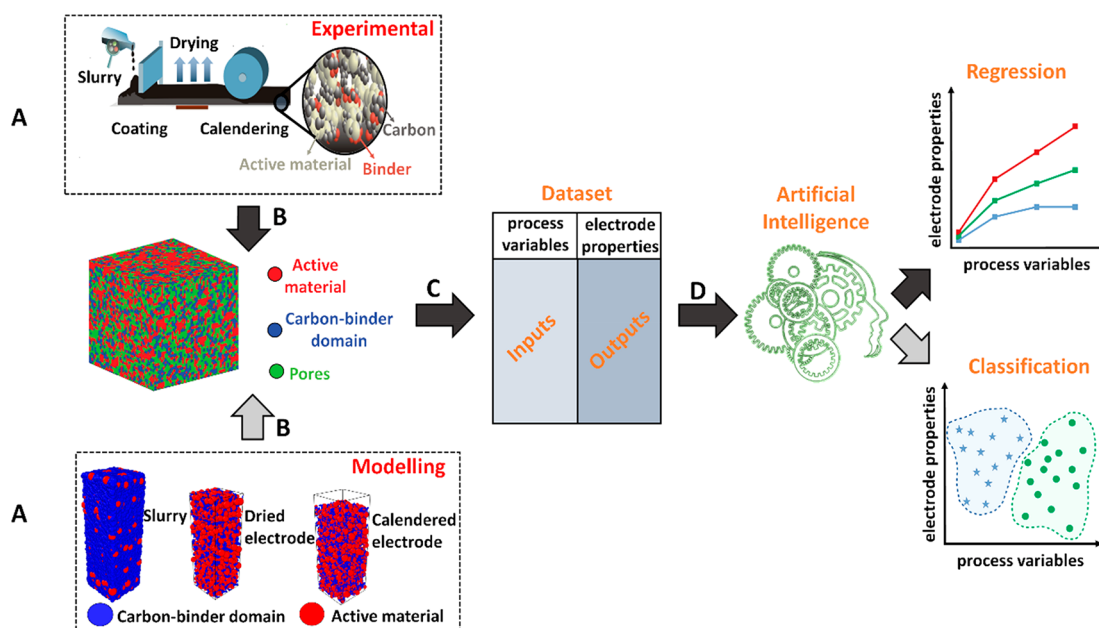 A
Experimental
Drying
Slurry
Coating
Calendering
Carbon
Active material
Binder
B
Active
material
Carbon-binder
domain
Pores
B
C
Dataset
process
variables
electrode
properties
Inputs
Outputs
D
Artificial
Intelligence
Regression
electrode properties
process variables
Classification
electrode properties
process variables
A
Modelling
Slurry
Dried
electrode
Calendered
electrode
Carbon-binder domain
Active material